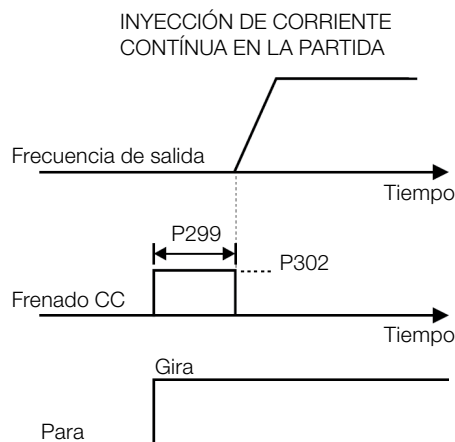 INYECCIÓN DE CORRIENTE
CONTÍNUA EN LA PARTIDA
Frecuencia de salida
Tiempo
P299
P302
Frenado CC
Tiempo
Gira
Para